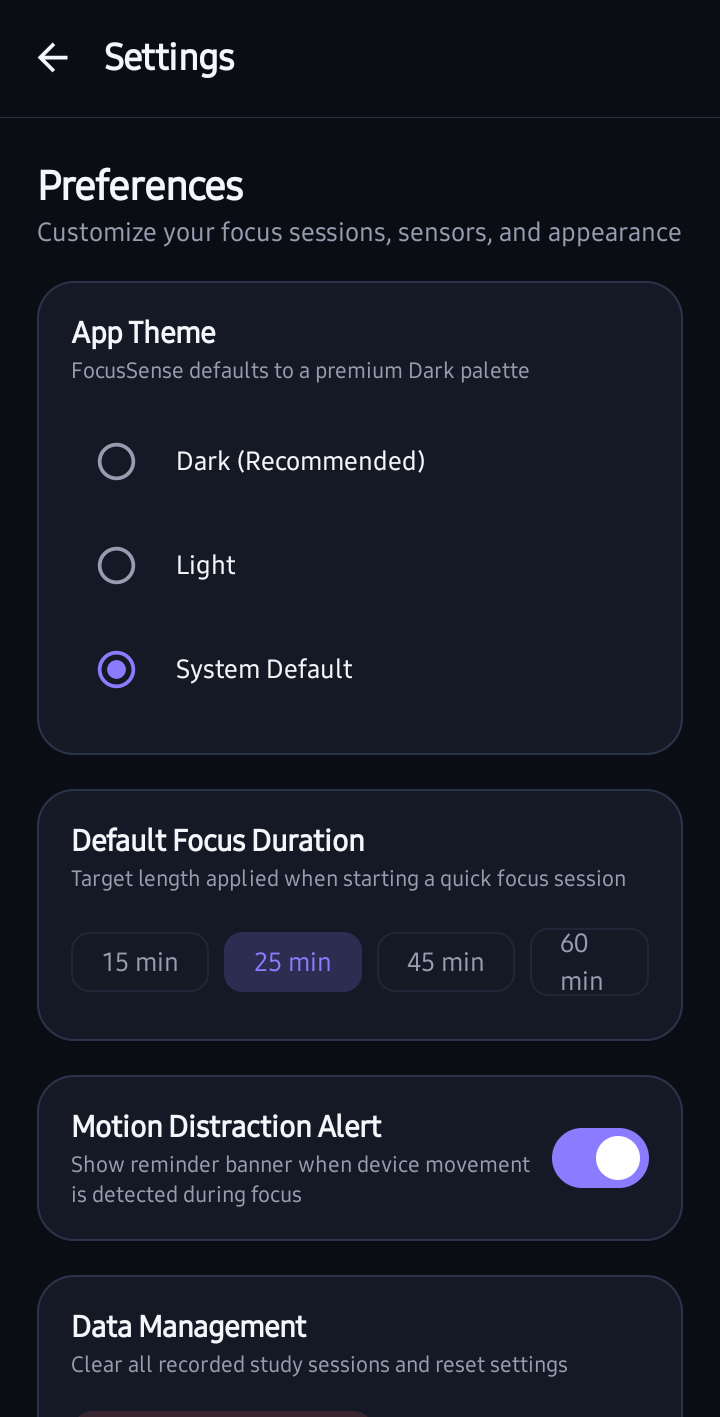 Settings
Preferences
Customize your focus sessions, sensors, and appearance
App Theme
FocusSense defaults to a premium Dark palette
Dark (Recommended)
Light
System Default
Default Focus Duration
Target length applied when starting a quick focus session
15 min
25 min
45 min
60
min
Motion Distraction Alert
Show reminder banner when device movement
is detected during focus
Data Management
Clear all recorded study sessions and reset settings